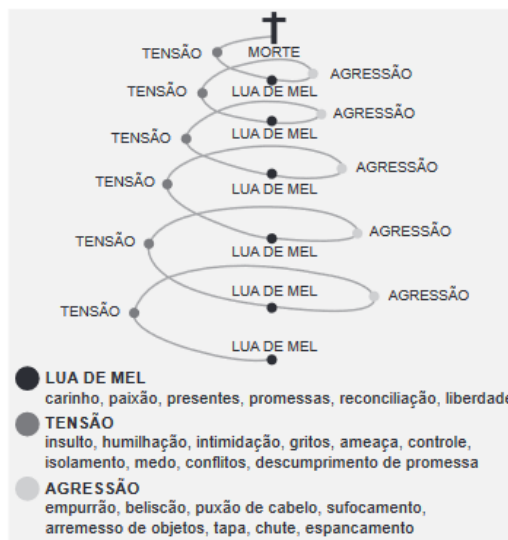 TENSÃO
MORTE
AGRESSÃO
TENSÃO
LUA DE MEL
AGRESSÃO
TENSÃO
LUA DE MEL
AGRESSÃO
TENSÃO
LUA DE MEL
AGRESSÃO
TENSÃO
LUA DE MEL
LUA DE MEL
AGRESSÃO
TENSÃO
LUA DE MEL
LUA DE MEL
carinho, paixão, presentes, promessas, reconciliação, liberdade
TENSÃO
insulto, humilhação, intimidação, gritos, ameaça, controle,
isolamento, medo, conflitos, descumprimento de promessa
AGRESSÃO
empurrão, beliscão, puxão de cabelo, sufocamento,
arremesso de objetos, tapa, chute, espancamento